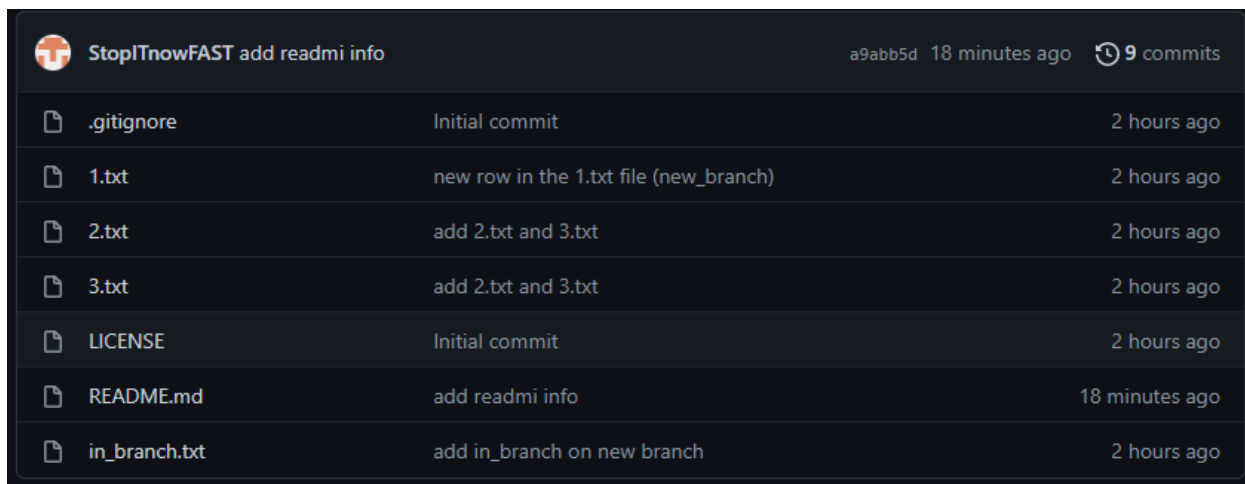 StopITnowFAST add readmi info a9abb5d 18 minutes ago 9 commits
.gitignore Initial commit 2 hours ago
1.txt new row in the 1.txt file (new_branch) 2 hours ago
2.txt add 2.txt and 3.txt 2 hours ago
3.txt add 2.txt and 3.txt 2 hours ago
LICENSE Initial commit 2 hours ago
README.md add readmi info 18 minutes ago
in_branch.txt add in_branch on new branch 2 hours ago